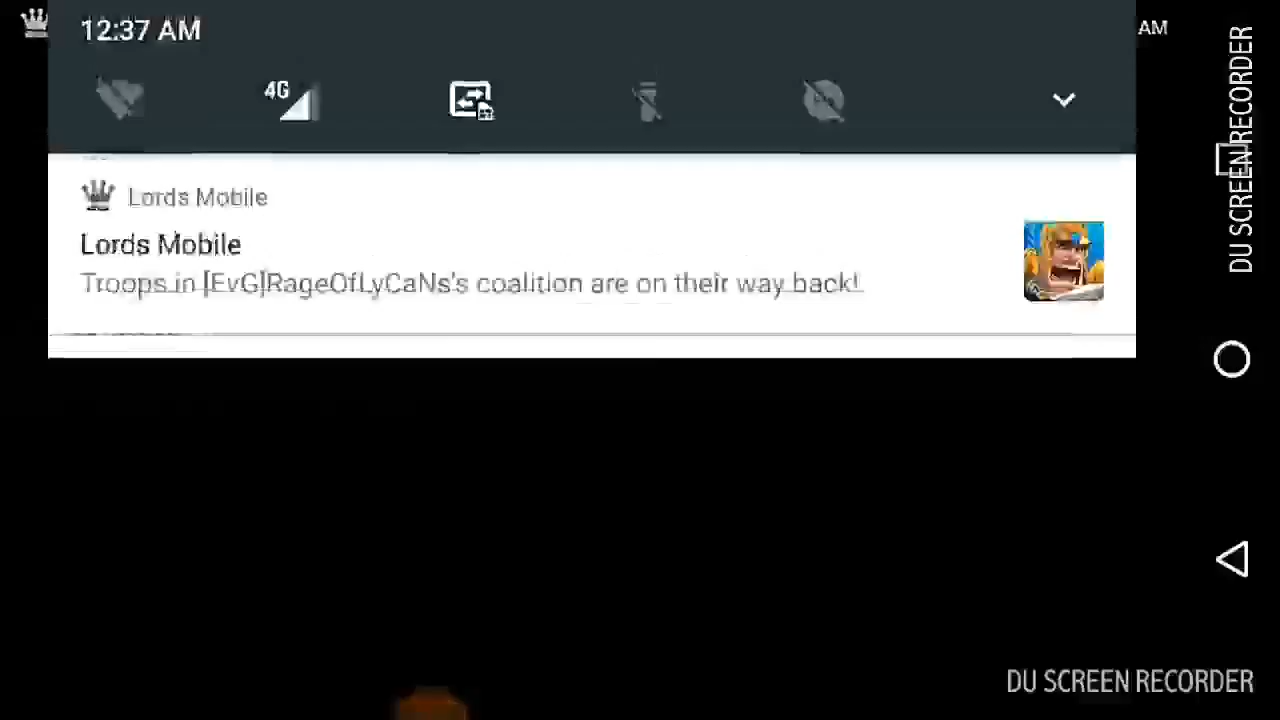 12:37 AM
AM
4G
Lords Mobile
Lords Mobile
Troops in [EvG]RageOfLyCaNs's coalition are on their way back!
DU SCREEN RECORDER
DU SCREEN RECORDER